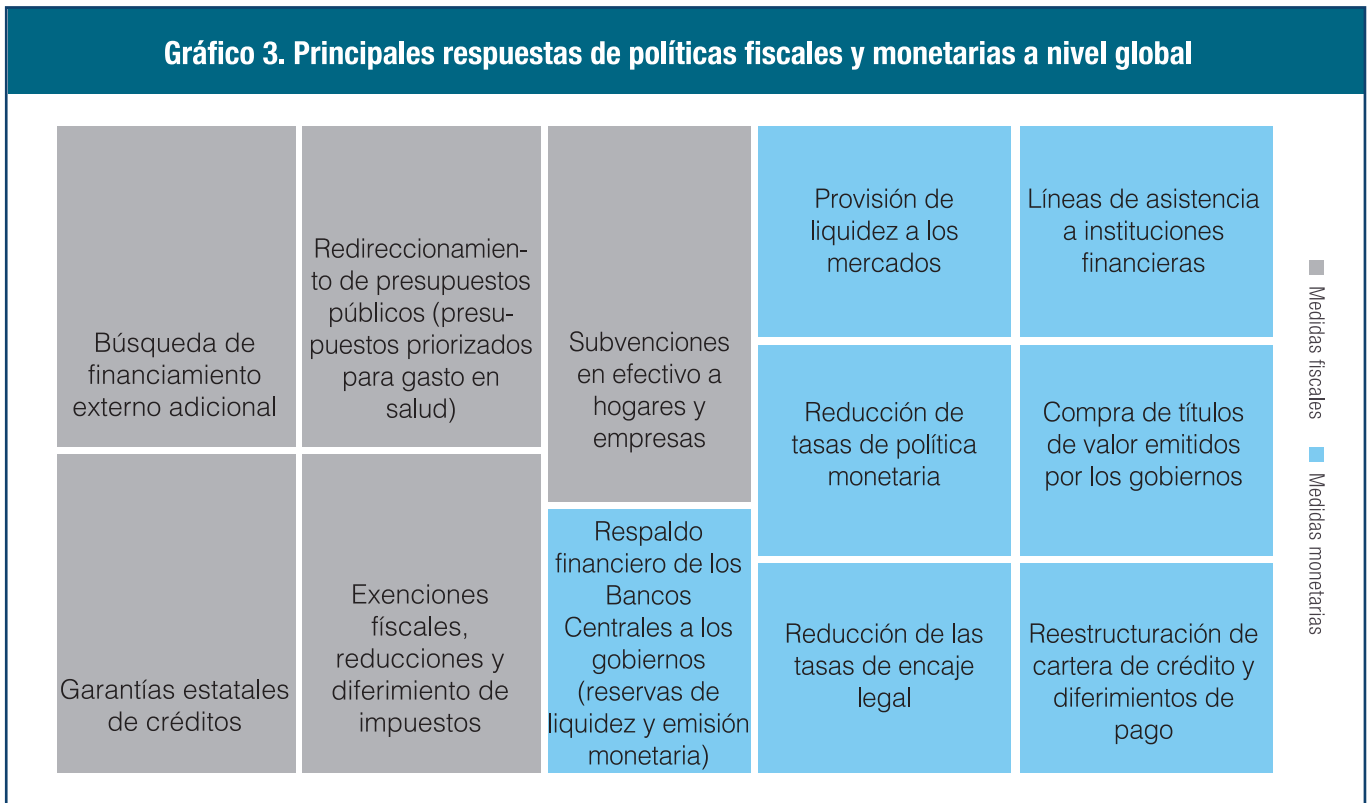 Gráfico 3. Principales respuestas de políticas fiscales y monetarias a nivel global
Búsqueda de
financiamiento
externo adicional
Garantías estatales
de créditos
Redireccionamien-
to de presupuestos
públicos (presu-
puestos priorizados
para gasto en
salud)
Exenciones
físcales,
reducciones y
diferimiento de
impuestos
Subvenciones
en efectivo a
hogares y
empresas
Respaldo
financiero de los
Bancos
Centrales a los
gobiernos
(reservas de
liquidez y emisión
monetaria)
Provisión de
liquidez a los
mercados
Reducción de
tasas de política
monetaria
Reducción de las
tasas de encaje
legal
Líneas de asistencia
a instituciones
financieras
Compra de títulos
de valor emitidos
por los gobiernos
Reestructuración de
cartera de crédito y
diferimientos de
pago
Medidas fiscales
Medidas monetarias